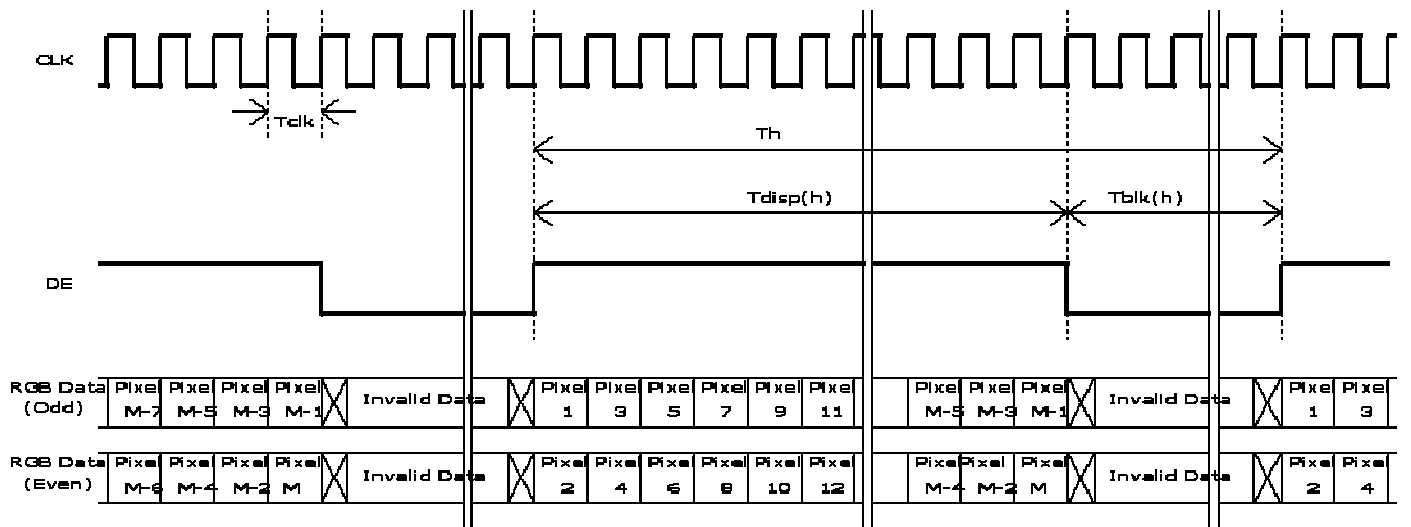 CLK
Tclk
Th
Tdisp(h) Tblk(h)
DE
RGB Data Pixel Pixel Pixel Pixel Invalid Data Pixel Pixel Pixel Pixel Pixel Pixel Pixel Pixel Pixel Invalid Data Pixel Pixel
(Odd) M-7 M-5 M-3 M-1 1 3 5 7 9 11 M-5 M-3 M-1 1 3
RGB Data Pixel Pixel Pixel Pixel Invalid Data Pixel Pixel Pixel Pixel Pixel Pixel Pixel Pixel Pixel Invalid Data Pixel Pixel
(Even) M-6 M-4 M-2 M 2 4 6 8 10 12 M-4 M-2 M 2 4